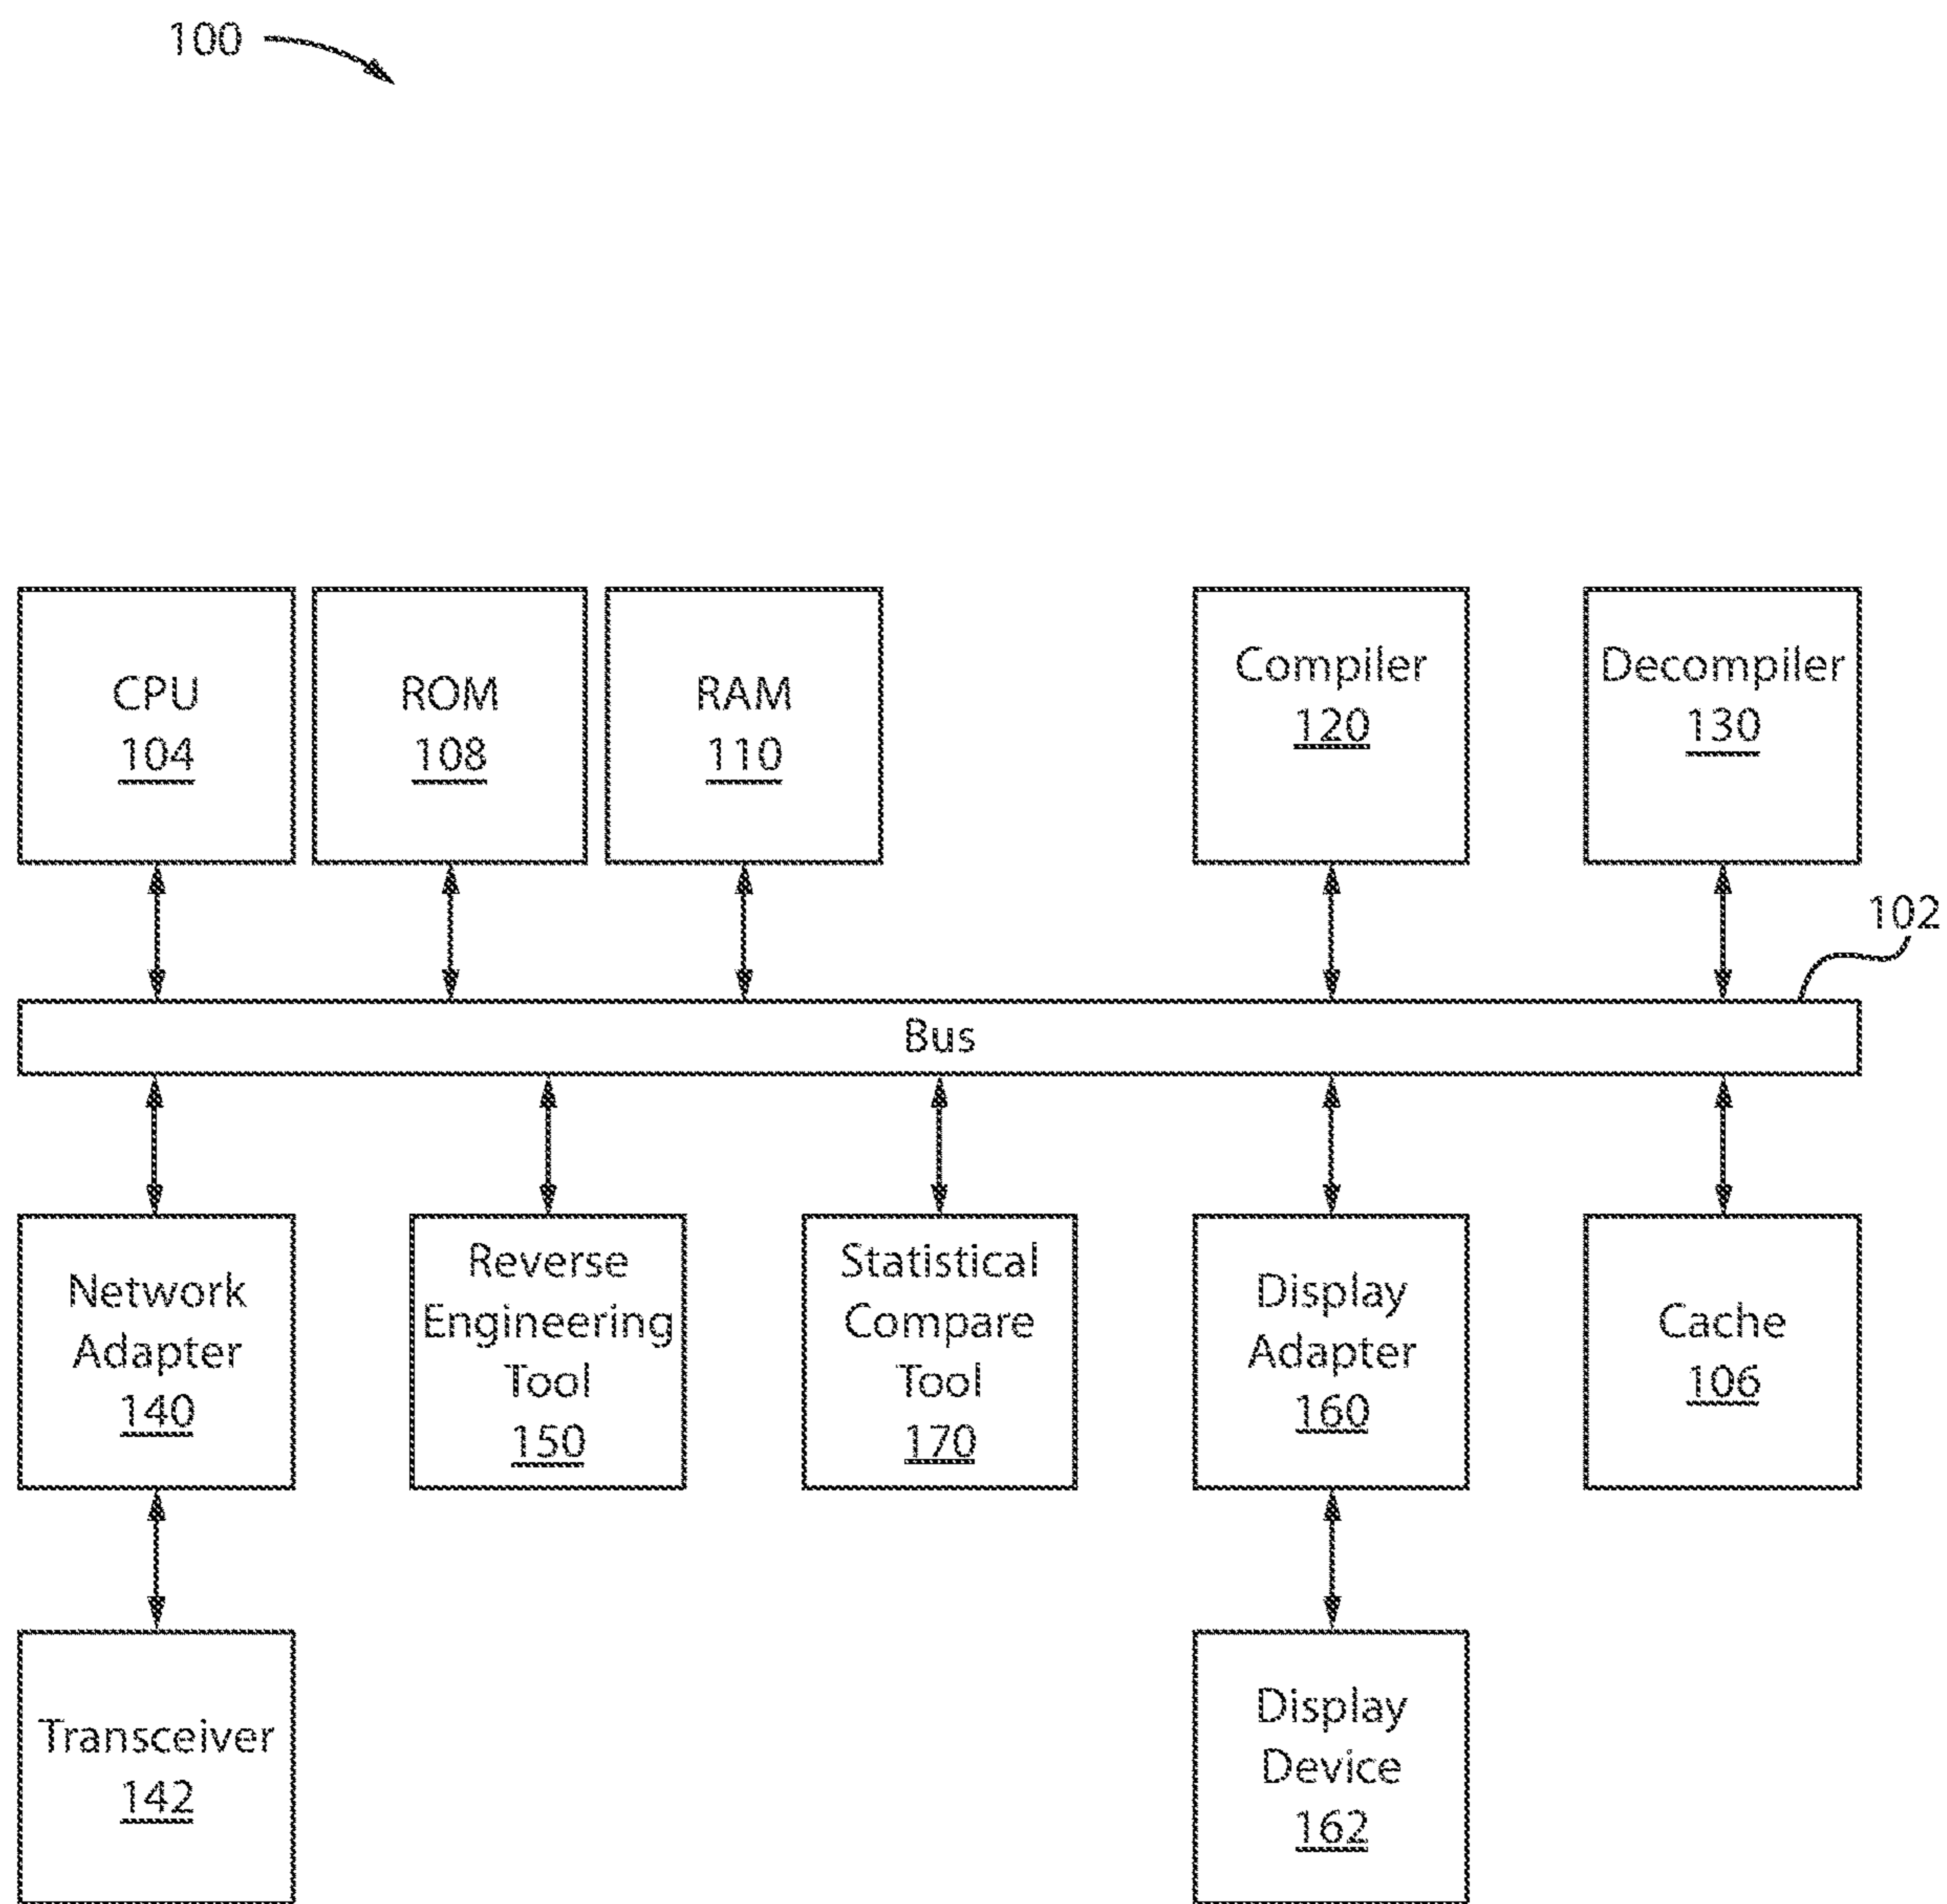 100
CPU
104
ROM
108
RAM
110
Compiler
120
Decompiler
130
102
Bus
Network
Adapter
140
Reverse
Engineering
Tool
150
Statistical
Compare
Tool
170
Display
Adapter
160
Cache
106
Transceiver
142
Display
Device
162